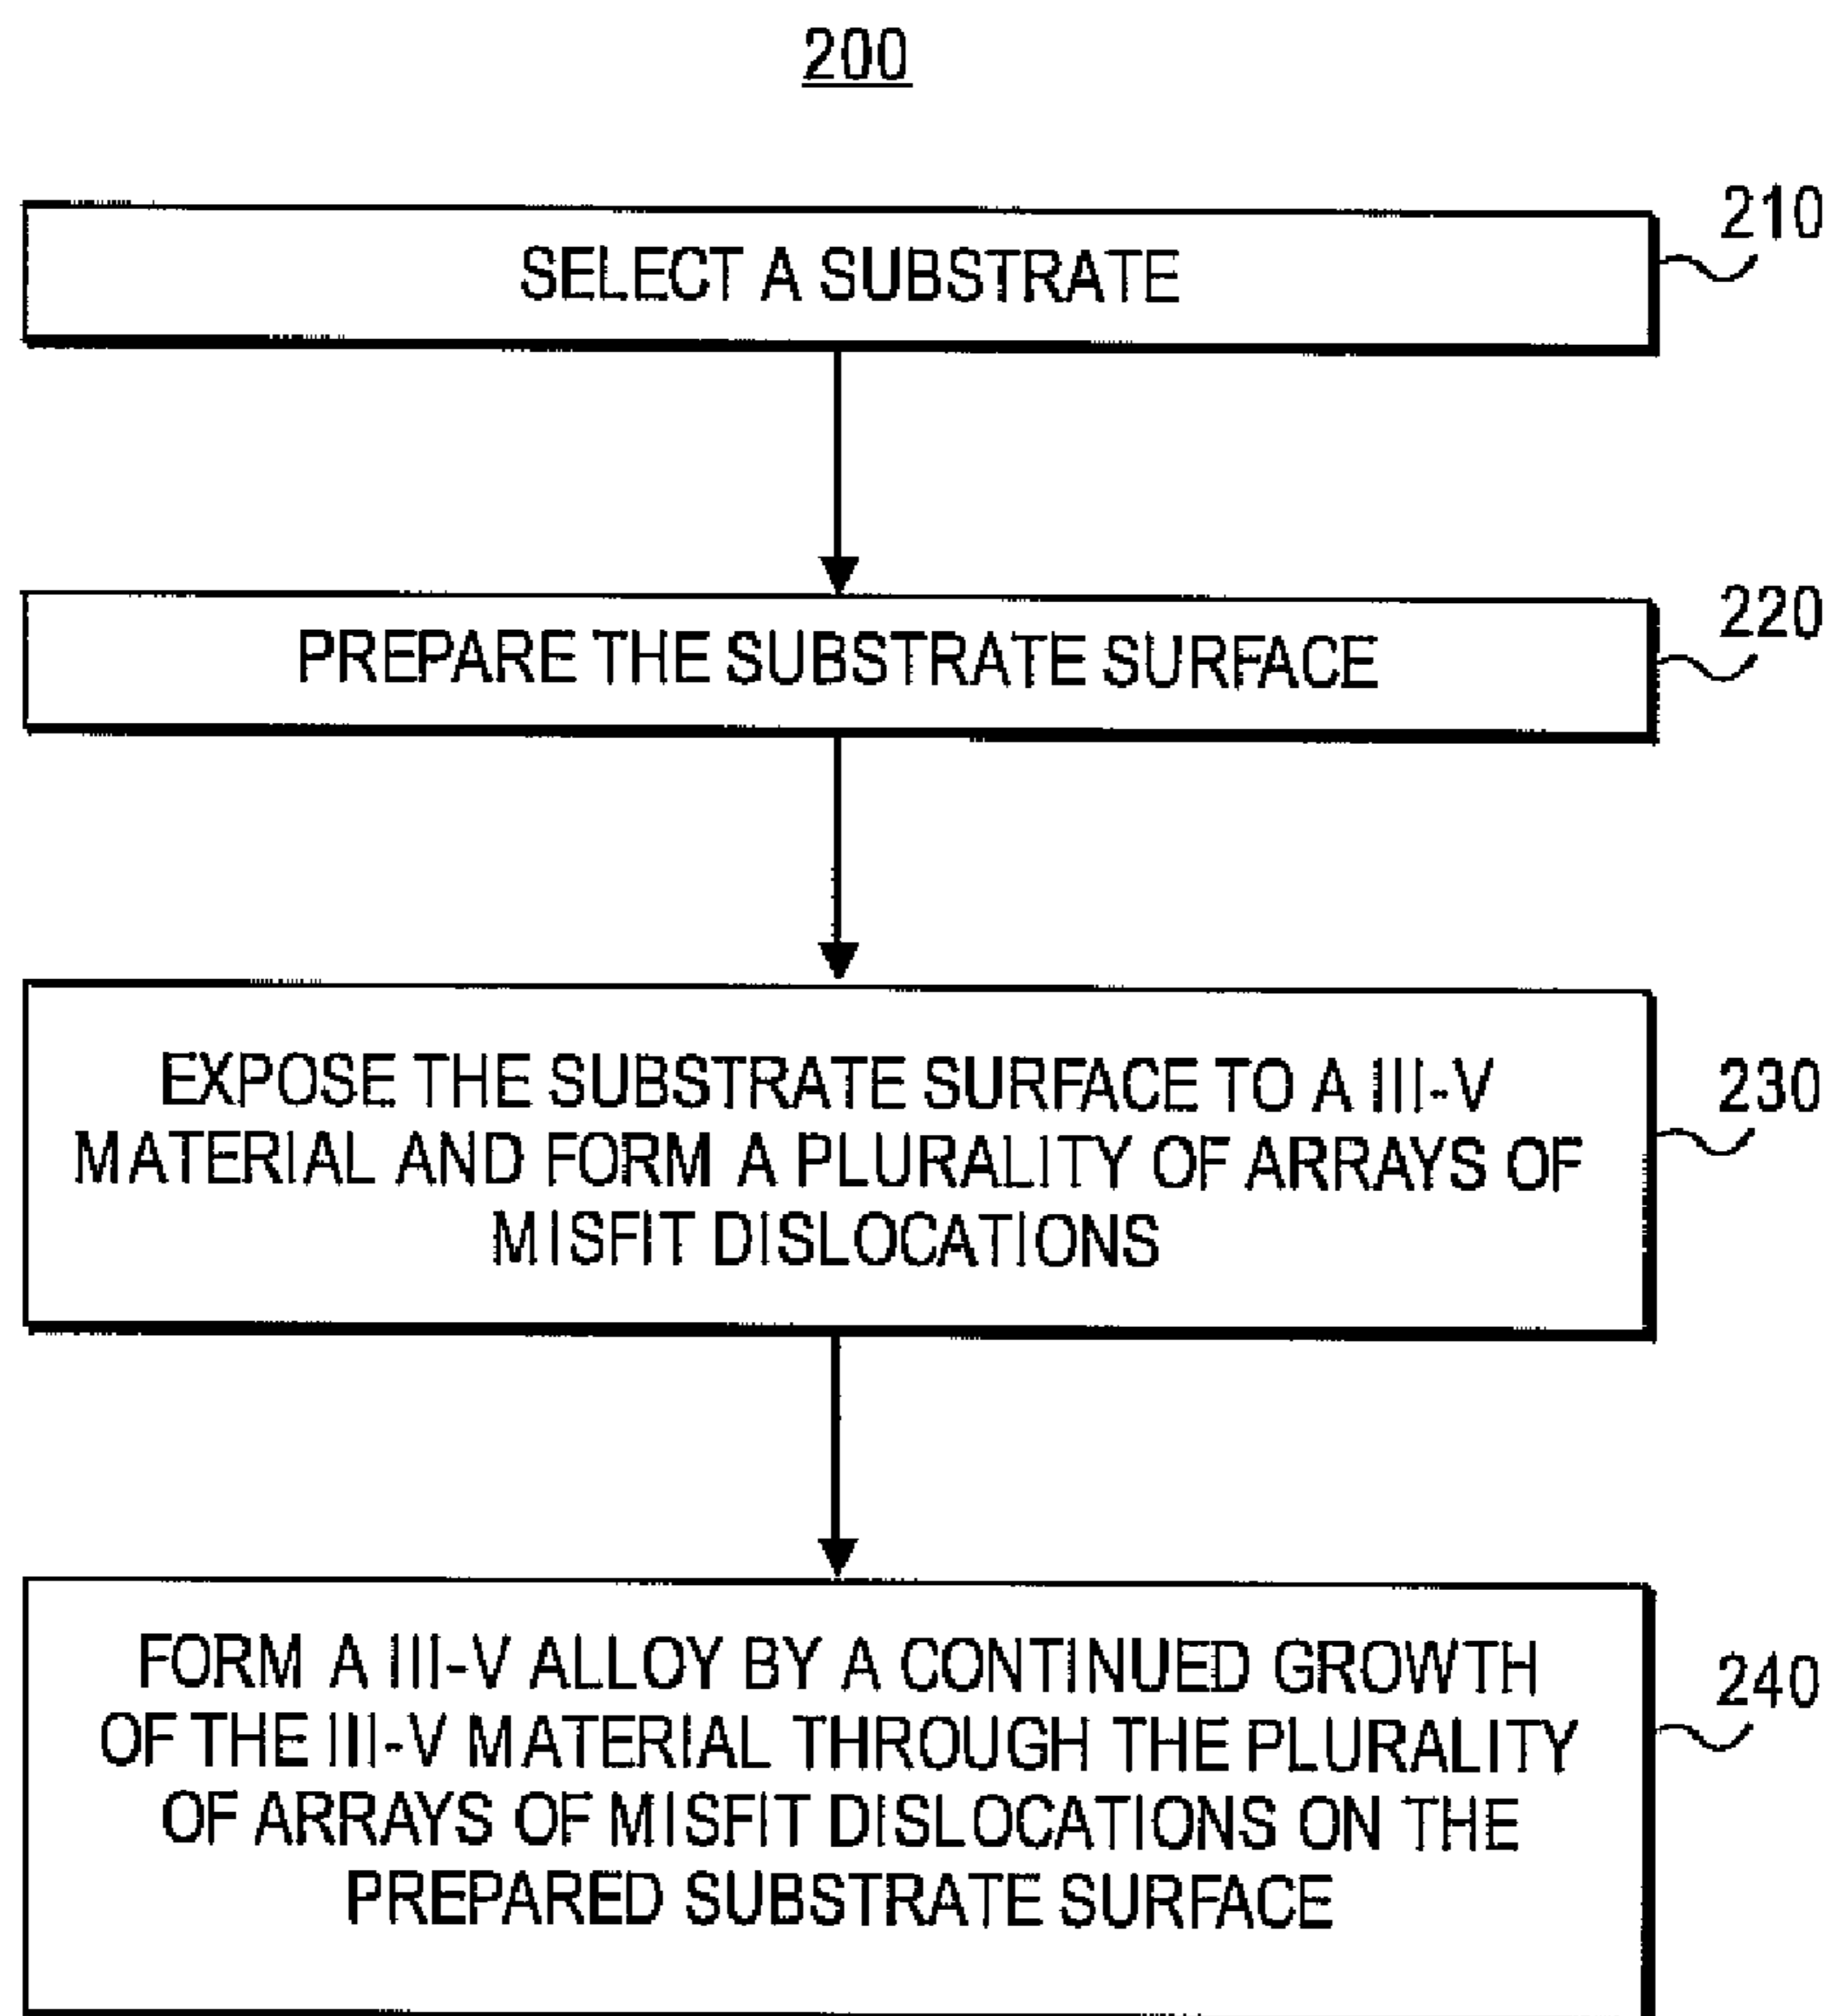 200
210
SELECT A SUBSTRATE
220
PREPARE THE SUBSTRATE SURFACE
EXPOSE THE SUBSTRATE SURFACE TO A III-V
230
MATERIAL AND FORM A PLURALITY OF ARRAYS OF
MISFIT DISLOCATIONS
FORM A III-V ALLOY BY A CONTINUED GROWTH
240
OF THE III-V MATERIAL THROUGH THE PLURALITY
OF ARRAYS OF MISFIT DISLOCATIONS ON THE
PREPARED SUBSTRATE SURFACE